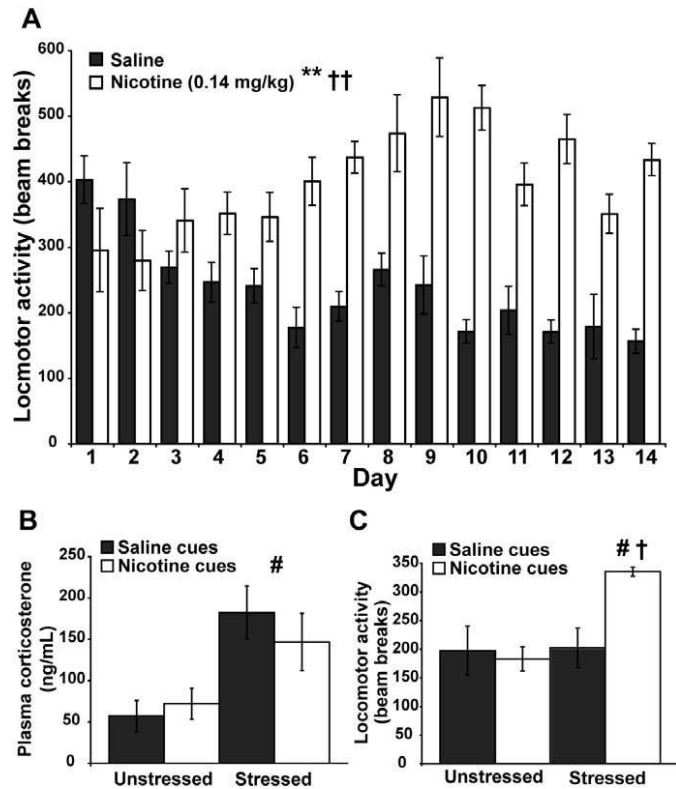 A
Locmotor activity (beam breaks)
600
500
400
300
200
100
0
Saline
Nicotine (0.14 mg/kg) ** ††
1 2 3 4 5 6 7 8 9 10 11 12 13 14
Day
B
Plasma corticosterone
(ng/mL)
250
200
150
100
50
0
Saline cues
Nicotine cues
#
Unstressed Stressed
C
Locomotor activity
(beam breaks)
350
300
250
200
150
100
50
0
Saline cues
Nicotine cues
# †
Unstressed Stressed